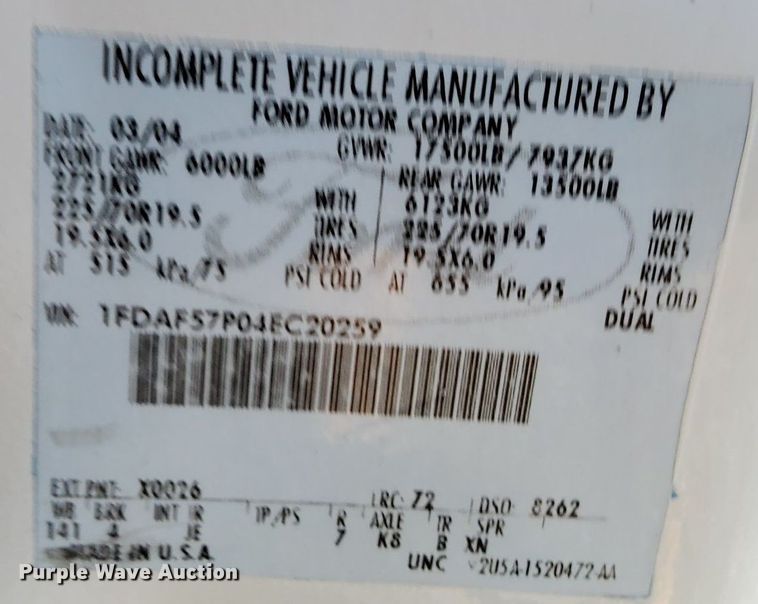 INCOMPLETE VEHICLE MANUFACTURED BY
FORD MOTOR COMPANY
DATE: 03/04 GVWR: 17500LB/7937KG
FRONT GAWR: 6000LB REAR GAWR: 13500LB
2721KG WITH 6123KG WITH
225/70R19.5 TIRES 225/70R19.5 TIRES
19.5X6.0 RIMS 19.5X6.0 RIMS
AT 515 kPa/75 PSI COLD AT 655 kPa/95 PSI COLD
DUAL
VIN: 1FDAF57P04EC20259
EXT PNT: X0026 RC: 72 DSO 8262
WB BRK INT TR TP/PS R AXLE TR SPR
141 4 JE 7 K8 B XN
MADE IN U.S.A.
UNC 2U5A-1520472-AA
Purple Wave Auction